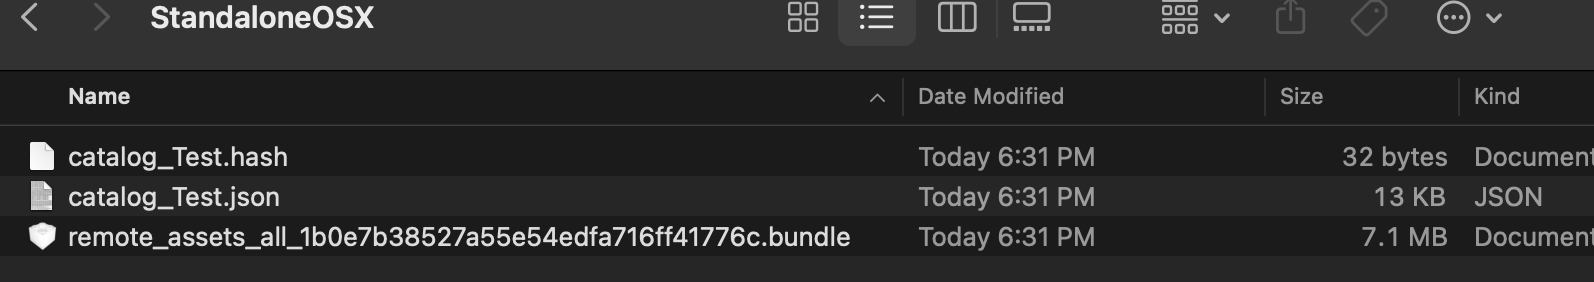 StandaloneOSX
Name Date Modified Size Kind
catalog_Test.hash Today 6:31 PM 32 bytes Document
catalog_Test.json Today 6:31 PM 13 KB JSON
remote_assets_all_1b0e7b38527a55e54edfa716ff41776c.bundle Today 6:31 PM 7.1 MB Document